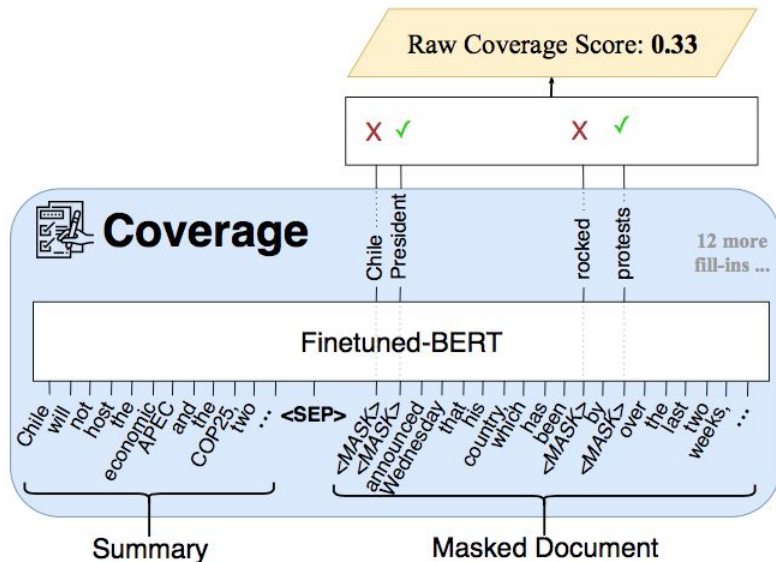 Raw Coverage Score: 0.33
X ✓ X ✓
Coverage
Chile
President
rocked
protests
12 more
fill-ins ...
Finetuned-BERT
Chile
will
not
host
the
economic
APEC
and
the
COP25,
two
...
<SEP>
<MASK>
<MASK>
announced
Wednesday
that
his
country,
which
has
been
<MASK>
by
<MASK>
over
the
last
two
weeks,
...
Summary
Masked Document